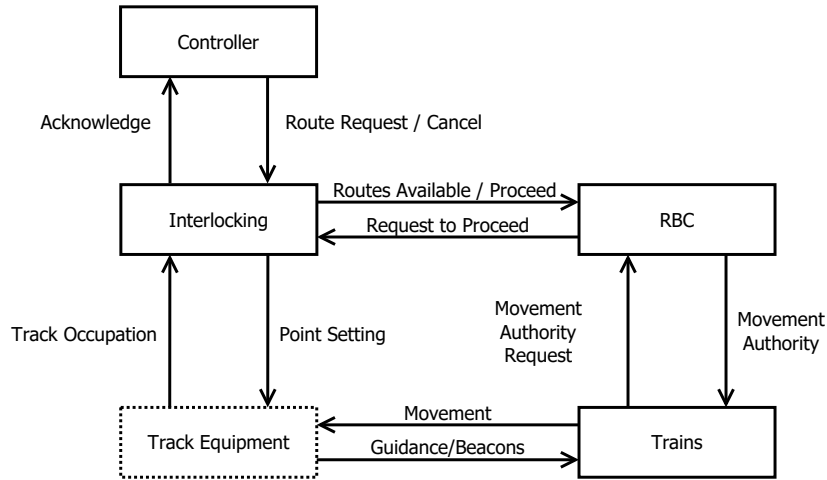 Controller
Acknowledge
Route Request / Cancel
Interlocking
Routes Available / Proceed
Request to Proceed
RBC
Track Occupation
Point Setting
Movement
Authority
Request
Movement
Authority
Track Equipment
Movement
Guidance/Beacons
Trains